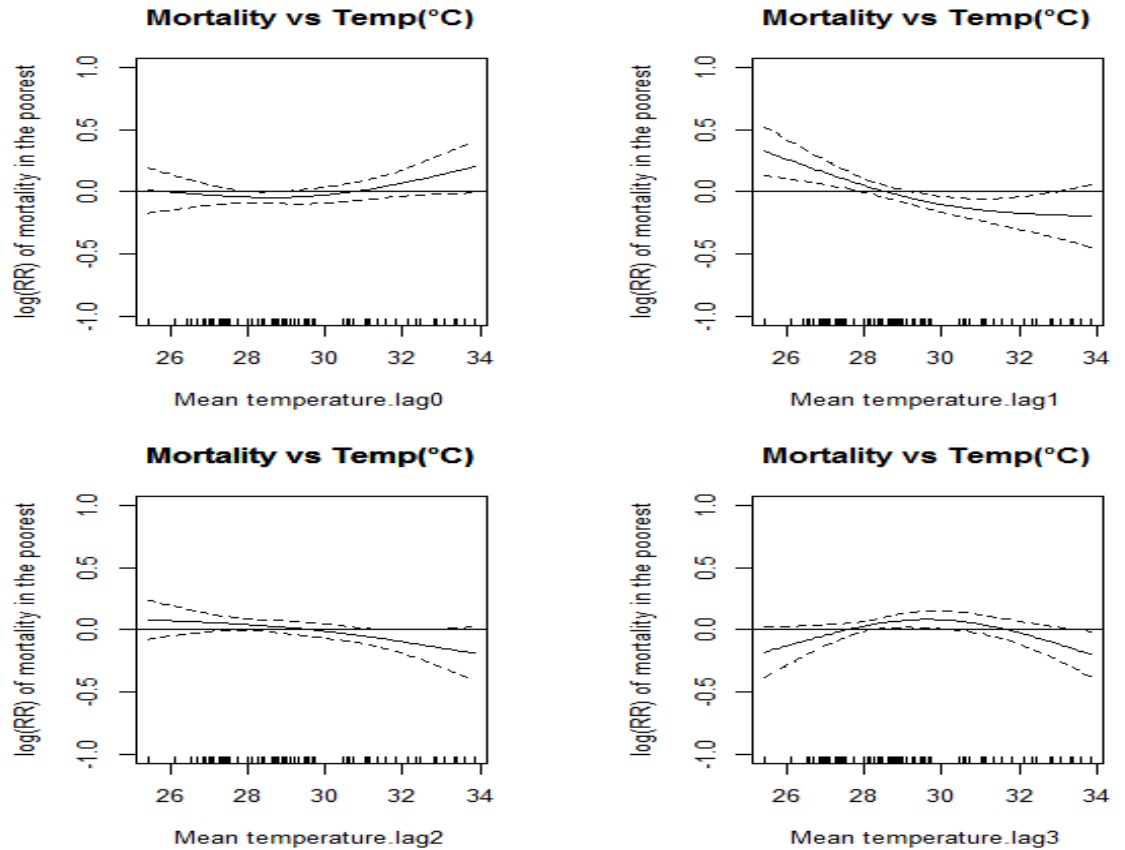 Mortality vs Temp(°C)
log(RR) of mortality in the poorest
1.0
0.5
0.0
-0.5
-1.0
26 28 30 32 34
Mean temperature.lag0
Mortality vs Temp(°C)
log(RR) of mortality in the poorest
1.0
0.5
0.0
-0.5
-1.0
26 28 30 32 34
Mean temperature.lag1
Mortality vs Temp(°C)
log(RR) of mortality in the poorest
1.0
0.5
0.0
-0.5
-1.0
26 28 30 32 34
Mean temperature.lag2
Mortality vs Temp(°C)
log(RR) of mortality in the poorest
1.0
0.5
0.0
-0.5
-1.0
26 28 30 32 34
Mean temperature.lag3